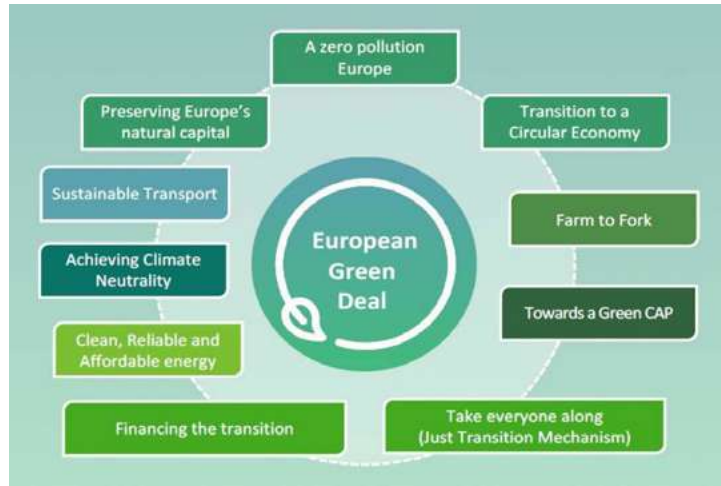 A zero pollution
Europe
Preserving Europe's
natural capital
Transition to a
Circular Economy
Sustainable Transport
Farm to Fork
European
Green
Deal
Achieving Climate
Neutrality
Towards a Green CAP
Clean, Reliable and
Affordable energy
Financing the transition
Take everyone along
(Just Transition Mechanism)